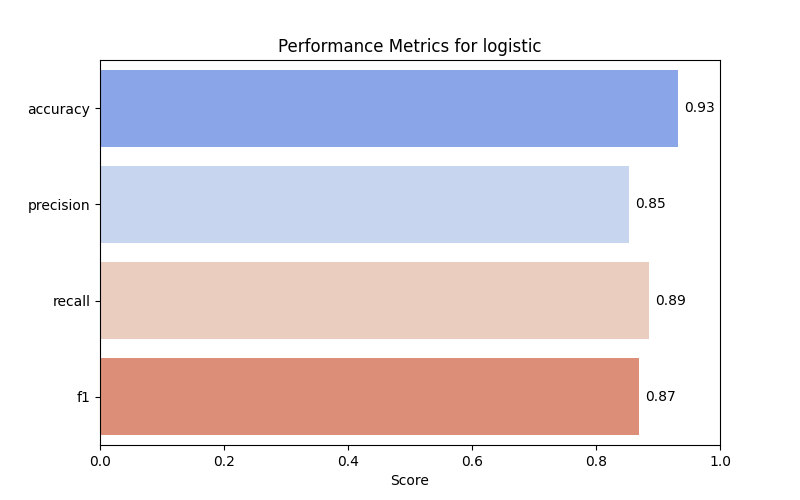 Performance Metrics for logistic
accuracy
0.93
precision
0.85
recall
0.89
f1
0.87
0.0 0.2 0.4 0.6 0.8 1.0
Score